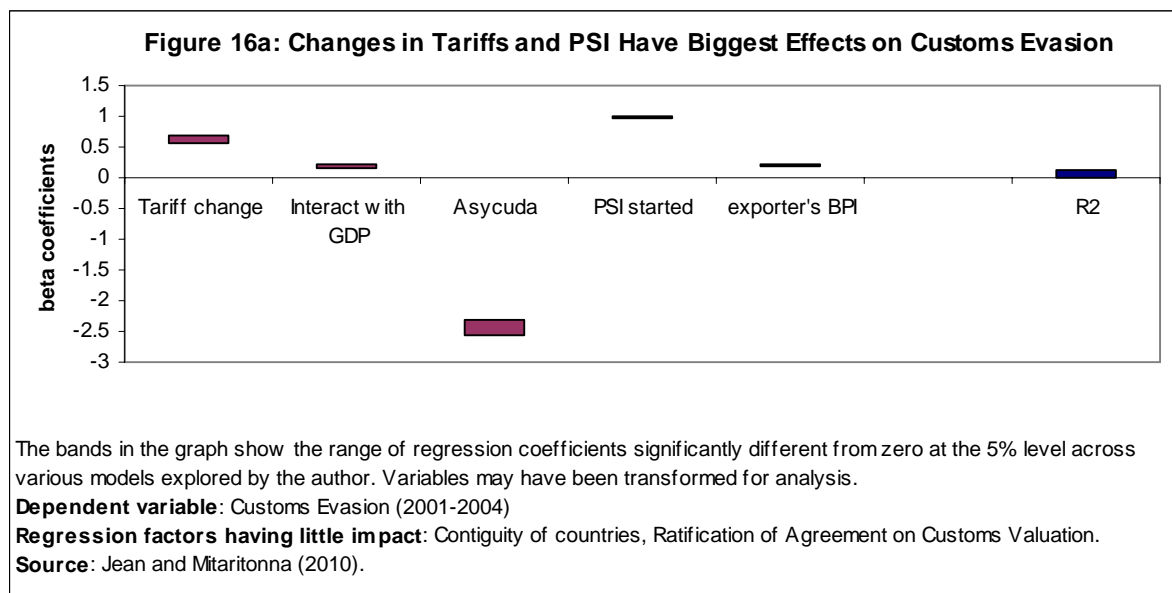 Figure 16a: Changes in Tariffs and PSI Have Biggest Effects on Customs Evasion
1.5
1
0.5
0
-0.5
-1
-1.5
-2
-2.5
-3
beta coefficients
Tariff change
Interact with
GDP
Asycuda
PSI started
exporter's BPI
R2
The bands in the graph show the range of regression coefficients significantly different from zero at the 5% level across
various models explored by the author. Variables may have been transformed for analysis.
Dependent variable: Customs Evasion (2001-2004)
Regression factors having little impact: Contiguity of countries, Ratification of Agreement on Customs Valuation.
Source: Jean and Mitaritonna (2010).